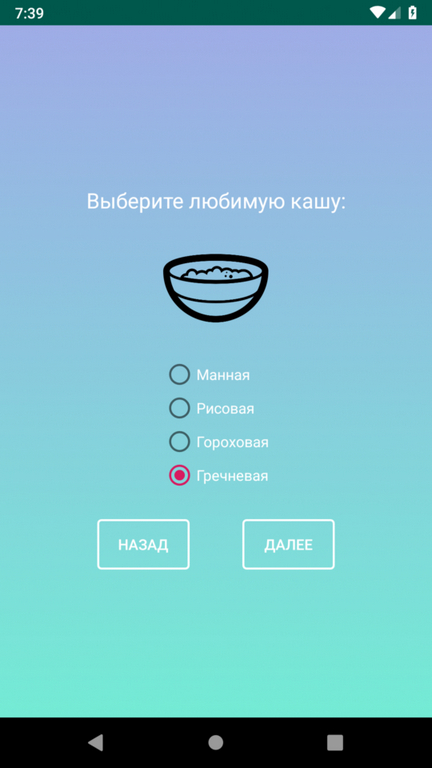 7:39
Выберите любимую кашу:
Манная
Рисовая
Гороховая
Гречневая
НАЗАД
ДАЛЕЕ